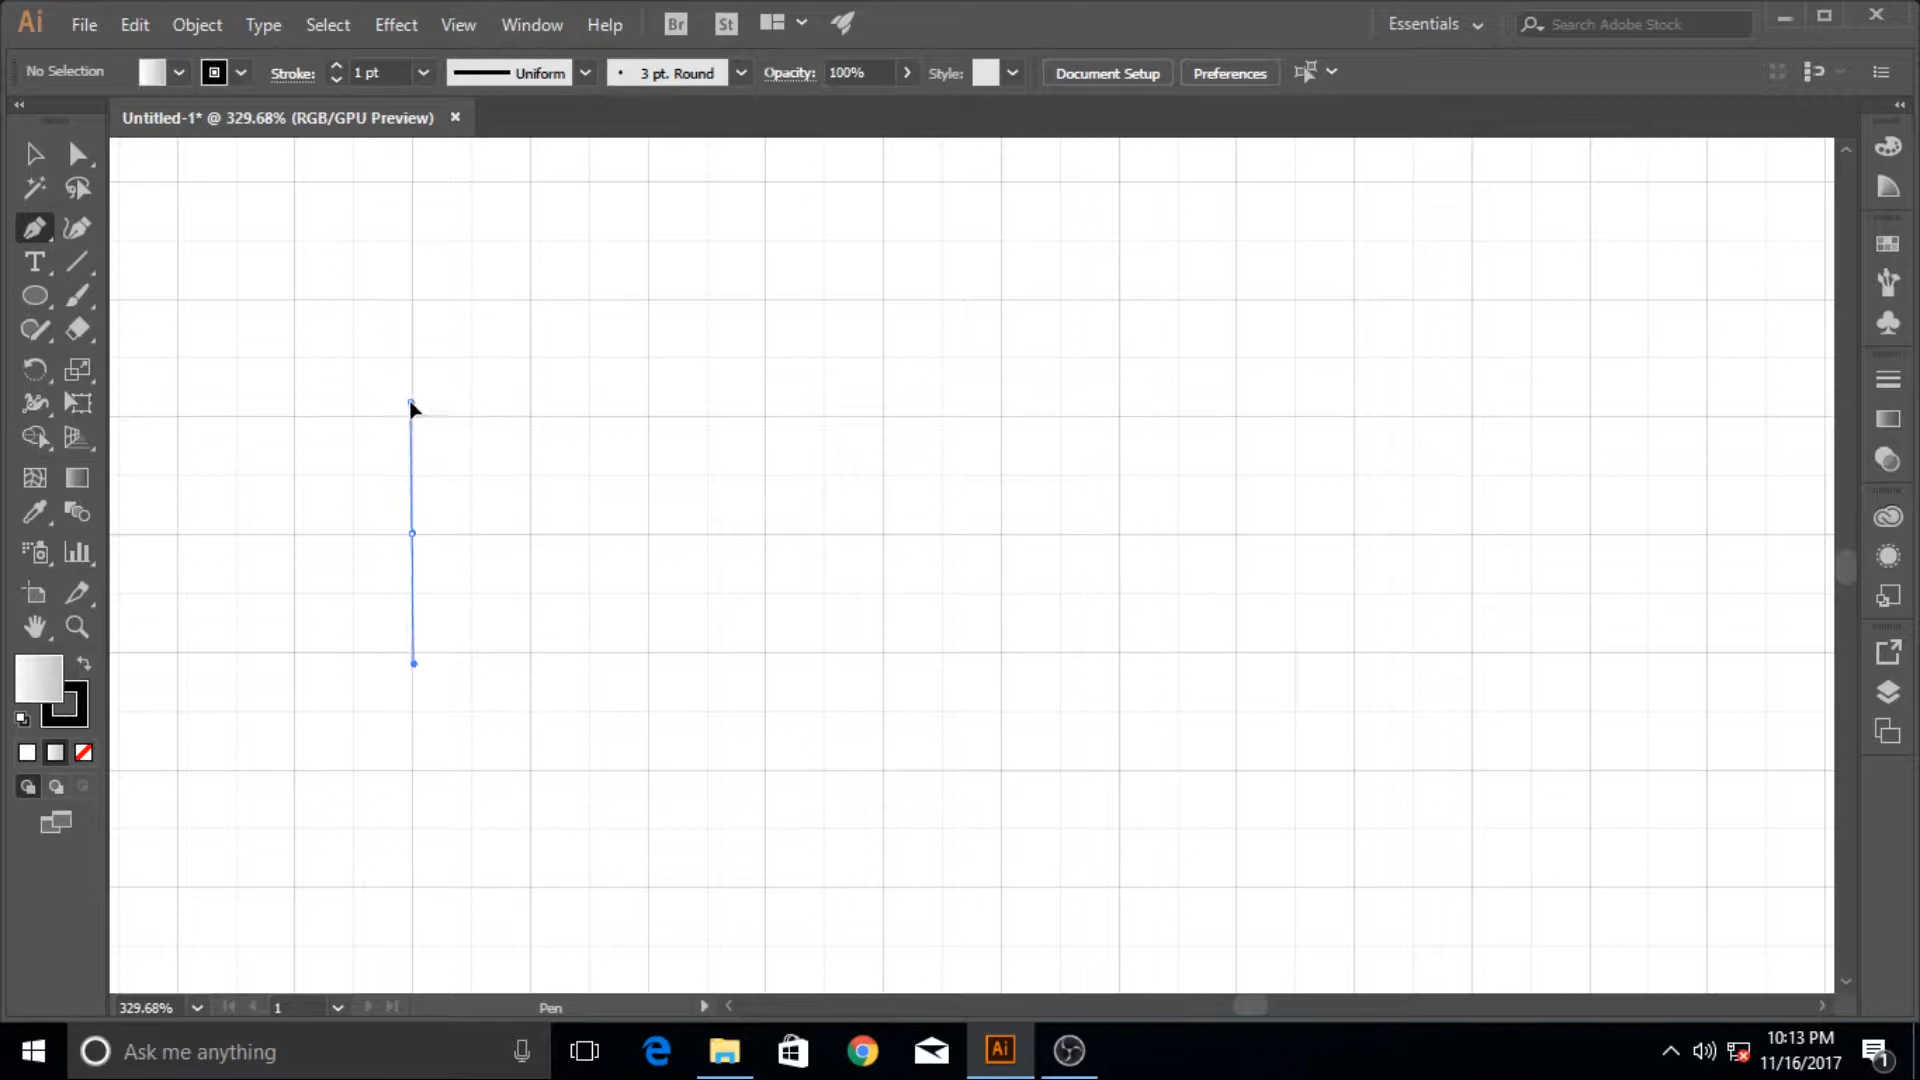 Ai File Edit Object Type Select Effect View Window Help Br St Essentials Search Adobe Stock
No Selection Stroke: 1 pt Uniform 3 pt. Round Opacity: 100% Style: Document Setup Preferences
Untitled-1* @ 329.68% (RGB/GPU Preview)
T
329.68% 1 Pen
Ask me anything Ai 10:13 PM
11/16/2017
1